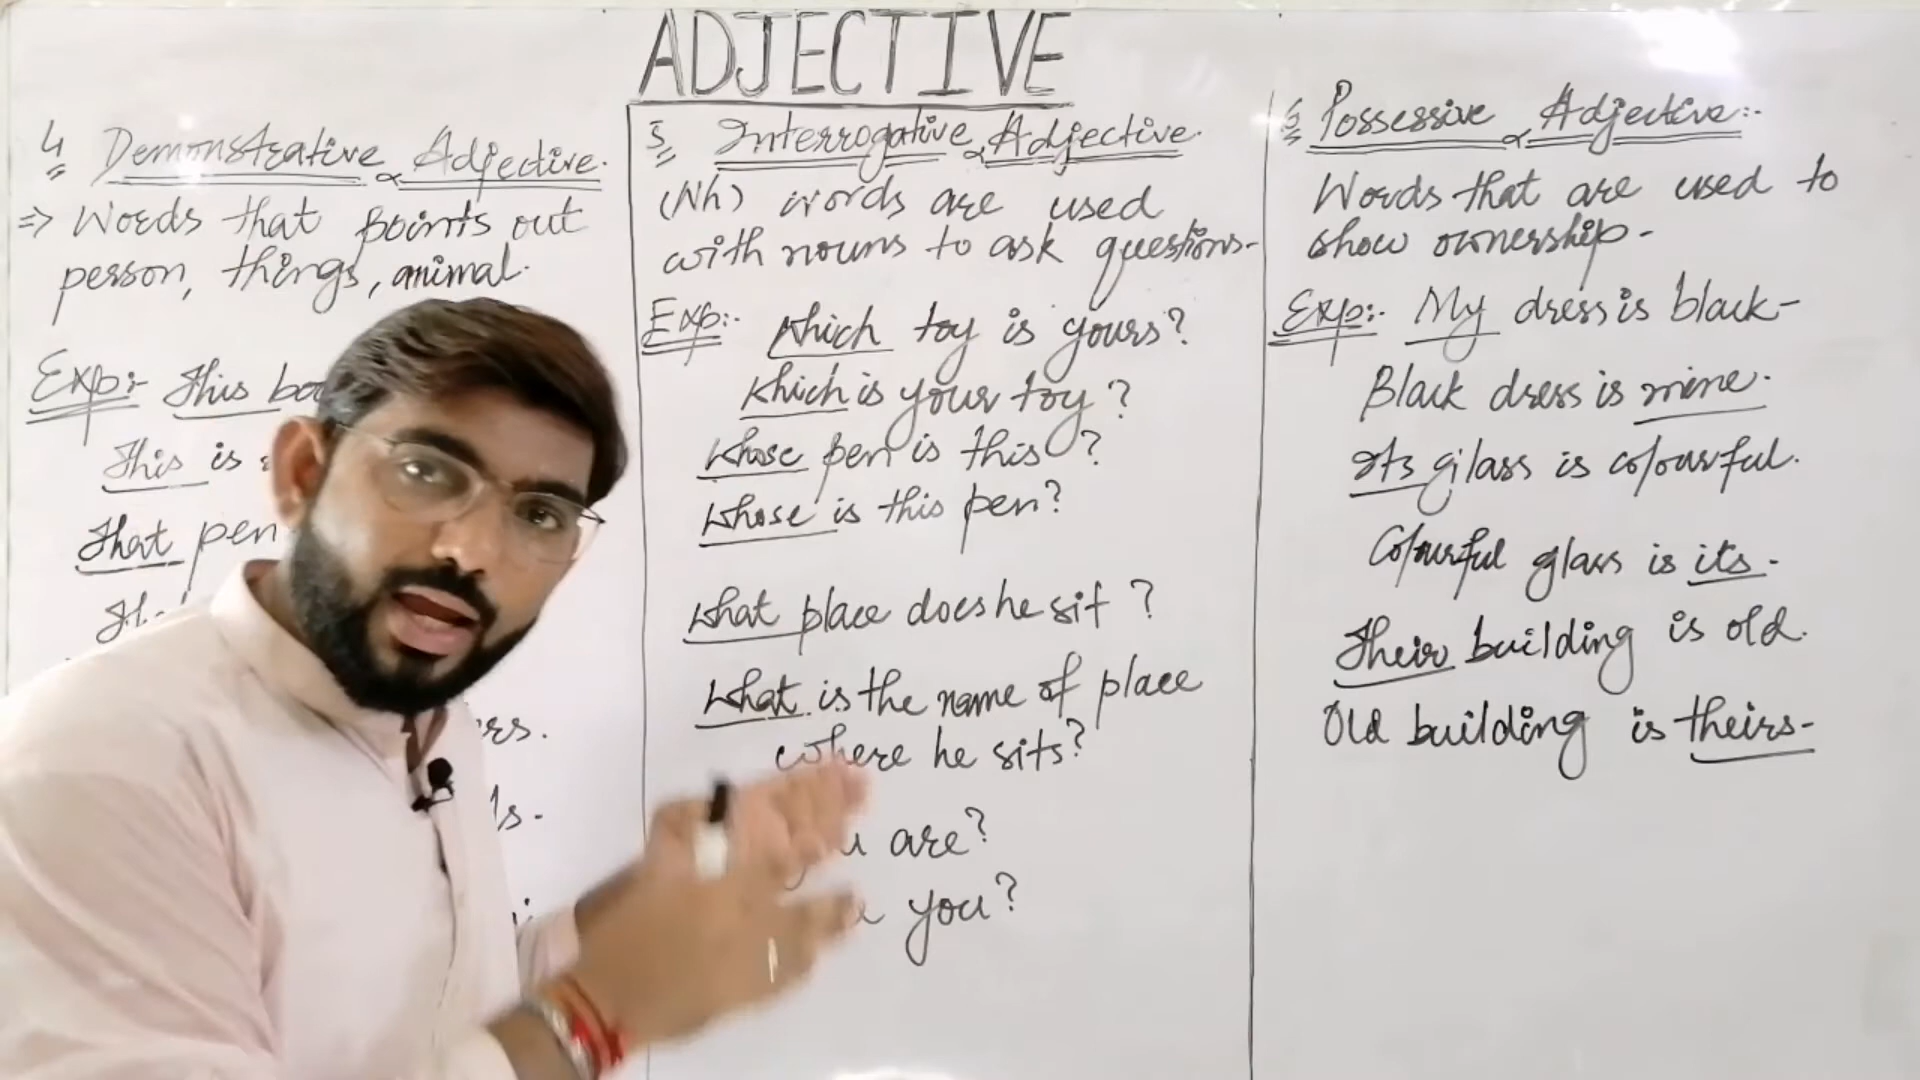 ADJECTIVE
4 Demonstrative Adjective.
=> Words that points out
person, things, animal.
Exp:- This
This is
That pen
rs.
ls.
5 Interrogative Adjective.
(Wh) words are used
with nouns to ask questions-
Exp:- Which toy is yours?
Which is your toy?
Whose pen is this?
Whose is this pen?
What place does he sit?
What is the name of place
where he sits?
are?
you?
Possessive Adjective:-
Words that are used to
show ownership-
Exp:- My dress is black-
Black dress is mine.
Its glass is colourful.
Colourful glass is its.
Their building is old.
Old building is theirs-